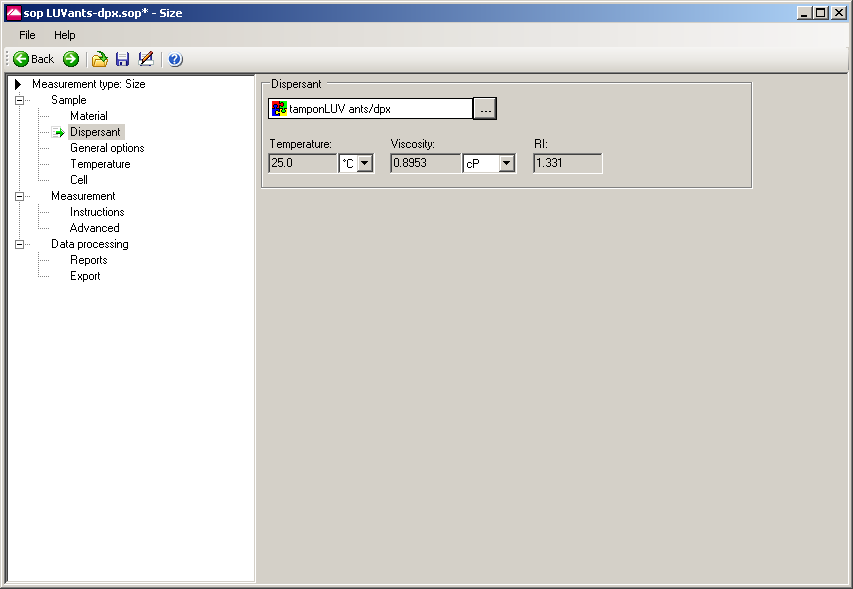 sop LUVants-dpx.sop* - Size
File Help
Back
Measurement type: Size
Sample
Material
Dispersant
General options
Temperature
Cell
Measurement
Instructions
Advanced
Data processing
Reports
Export
Dispersant
tamponLUV ants/dpx ...
Temperature: Viscosity: RI:
25.0 °C 0.8953 cP 1.331